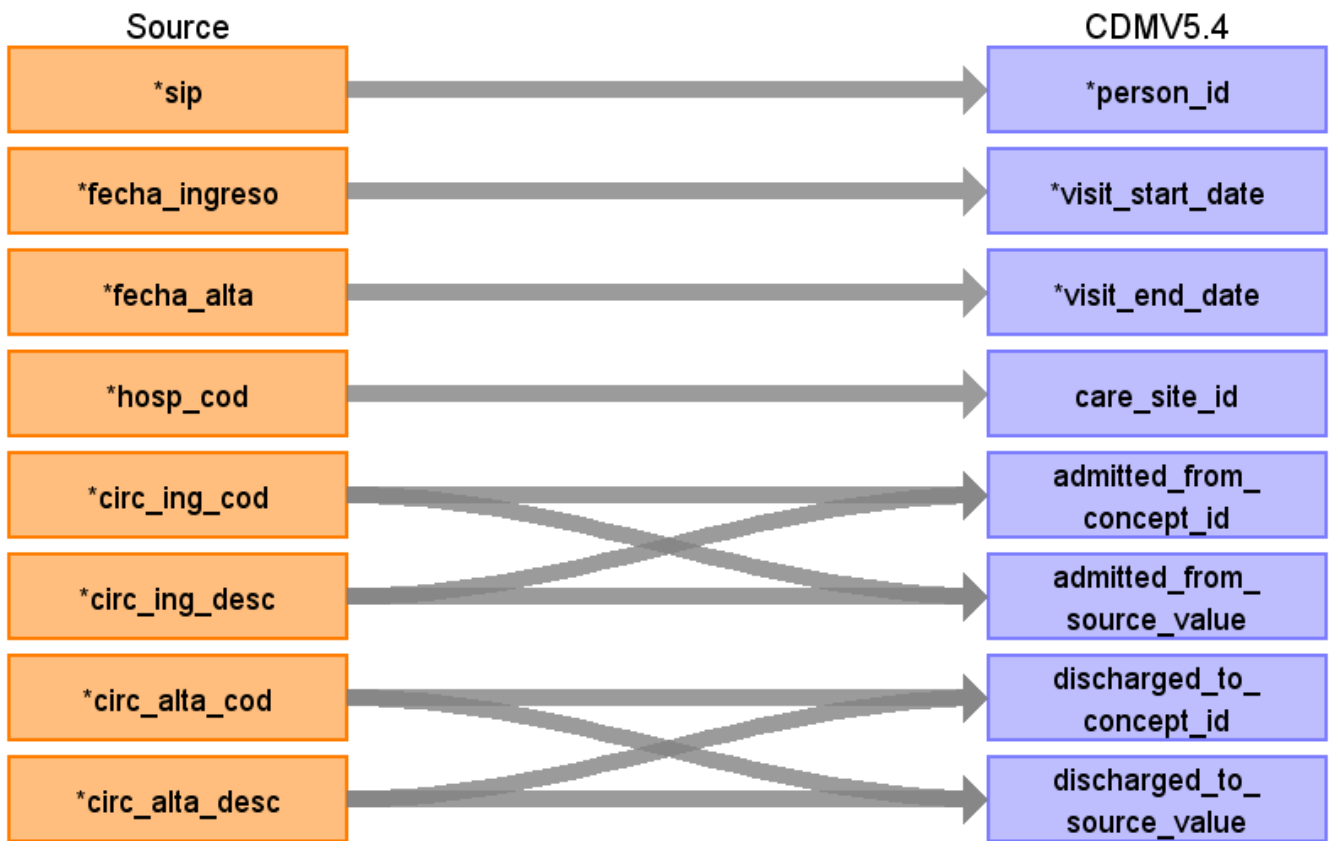 Source
CDMV5.4
*sip
*person_id
*fecha_ingreso
*visit_start_date
*fecha_alta
*visit_end_date
*hosp_cod
care_site_id
*circ_ing_cod
admitted_from_
concept_id
*circ_ing_desc
admitted_from_
source_value
*circ_alta_cod
discharged_to_
concept_id
*circ_alta_desc
discharged_to_
source_value